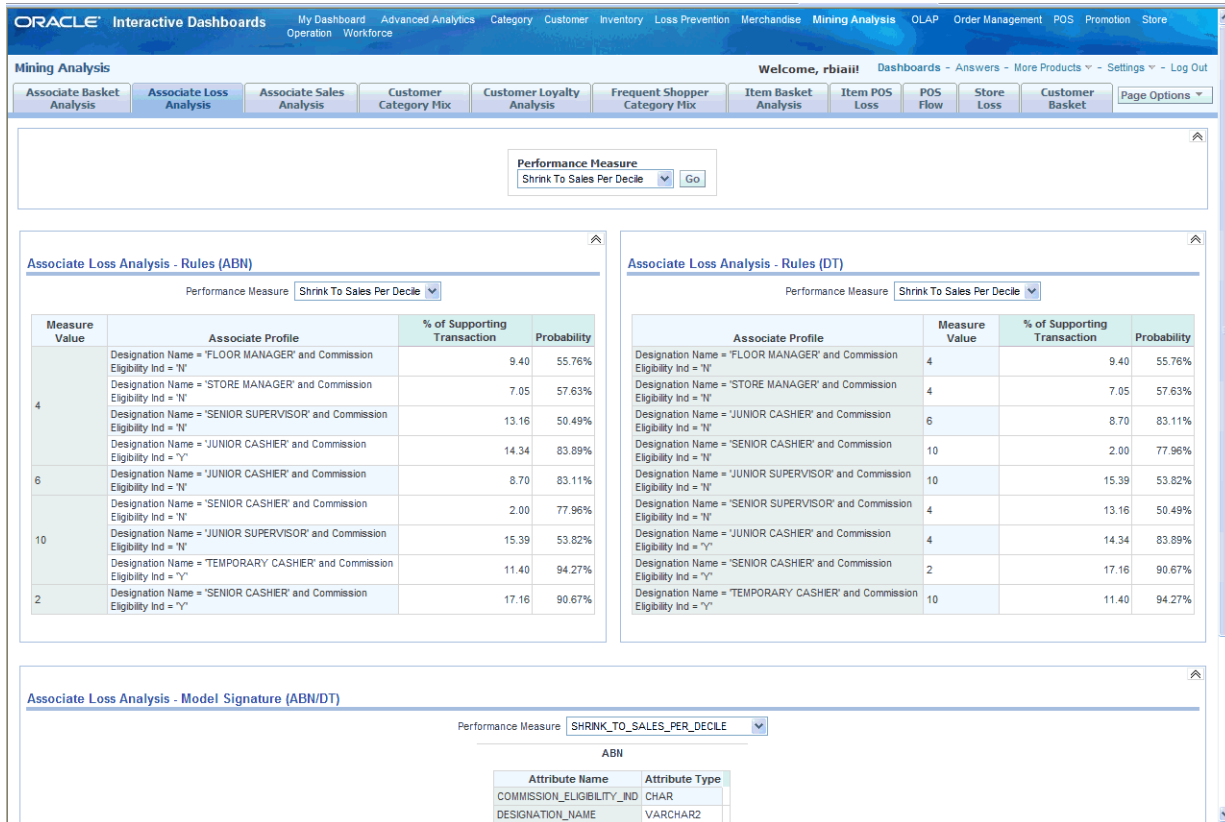 ORACLE Interactive Dashboards
My Dashboard Advanced Analytics Category Customer Inventory Loss Prevention Merchandise Mining Analysis OLAP Order Management POS Promotion Store
Operation Workforce
Mining Analysis
Welcome, rbiaii! Dashboards - Answers - More Products - Settings - Log Out
Associate Basket Analysis
Associate Loss Analysis
Associate Sales Analysis
Customer Category Mix
Customer Loyalty Analysis
Frequent Shopper Category Mix
Item Basket Analysis
Item POS Loss
POS Flow
Store Loss
Customer Basket
Page Options
Performance Measure
Shrink To Sales Per Decile Go
Associate Loss Analysis - Rules (ABN)
Performance Measure Shrink To Sales Per Decile
Measure Value Associate Profile % of Supporting Transaction Probability
4
Designation Name = 'FLOOR MANAGER' and Commission
Eligibility Ind = 'N' 9.40 55.76%
Designation Name = 'STORE MANAGER' and Commission
Eligibility Ind = 'N' 7.05 57.63%
Designation Name = 'SENIOR SUPERVISOR' and Commission
Eligibility Ind = 'N' 13.16 50.49%
Designation Name = 'JUNIOR CASHIER' and Commission
Eligibility Ind = 'Y' 14.34 83.89%
6
Designation Name = 'JUNIOR CASHIER' and Commission
Eligibility Ind = 'N' 8.70 83.11%
10
Designation Name = 'SENIOR CASHIER' and Commission
Eligibility Ind = 'N' 2.00 77.96%
Designation Name = 'JUNIOR SUPERVISOR' and Commission
Eligibility Ind = 'N' 15.39 53.82%
Designation Name = 'TEMPORARY CASHIER' and Commission
Eligibility Ind = 'Y' 11.40 94.27%
2
Designation Name = 'SENIOR CASHIER' and Commission
Eligibility Ind = 'Y' 17.16 90.67%
Associate Loss Analysis - Rules (DT)
Performance Measure Shrink To Sales Per Decile
Associate Profile Measure Value % of Supporting Transaction Probability
Designation Name = 'FLOOR MANAGER' and Commission
Eligibility Ind = 'N' 4 9.40 55.76%
Designation Name = 'STORE MANAGER' and Commission
Eligibility Ind = 'N' 4 7.05 57.63%
Designation Name = 'JUNIOR CASHIER' and Commission
Eligibility Ind = 'N' 6 8.70 83.11%
Designation Name = 'SENIOR CASHIER' and Commission
Eligibility Ind = 'N' 10 2.00 77.96%
Designation Name = 'JUNIOR SUPERVISOR' and Commission
Eligibility Ind = 'N' 10 15.39 53.82%
Designation Name = 'SENIOR SUPERVISOR' and Commission
Eligibility Ind = 'N' 4 13.16 50.49%
Designation Name = 'JUNIOR CASHIER' and Commission
Eligibility Ind = 'Y' 4 14.34 83.89%
Designation Name = 'SENIOR CASHIER' and Commission
Eligibility Ind = 'Y' 2 17.16 90.67%
Designation Name = 'TEMPORARY CASHIER' and Commission
Eligibility Ind = 'Y' 10 11.40 94.27%
Associate Loss Analysis - Model Signature (ABN/DT)
Performance Measure SHRINK_TO_SALES_PER_DECILE
ABN
Attribute Name Attribute Type
COMMISSION_ELIGIBILITY_IND CHAR
DESIGNATION_NAME VARCHAR2